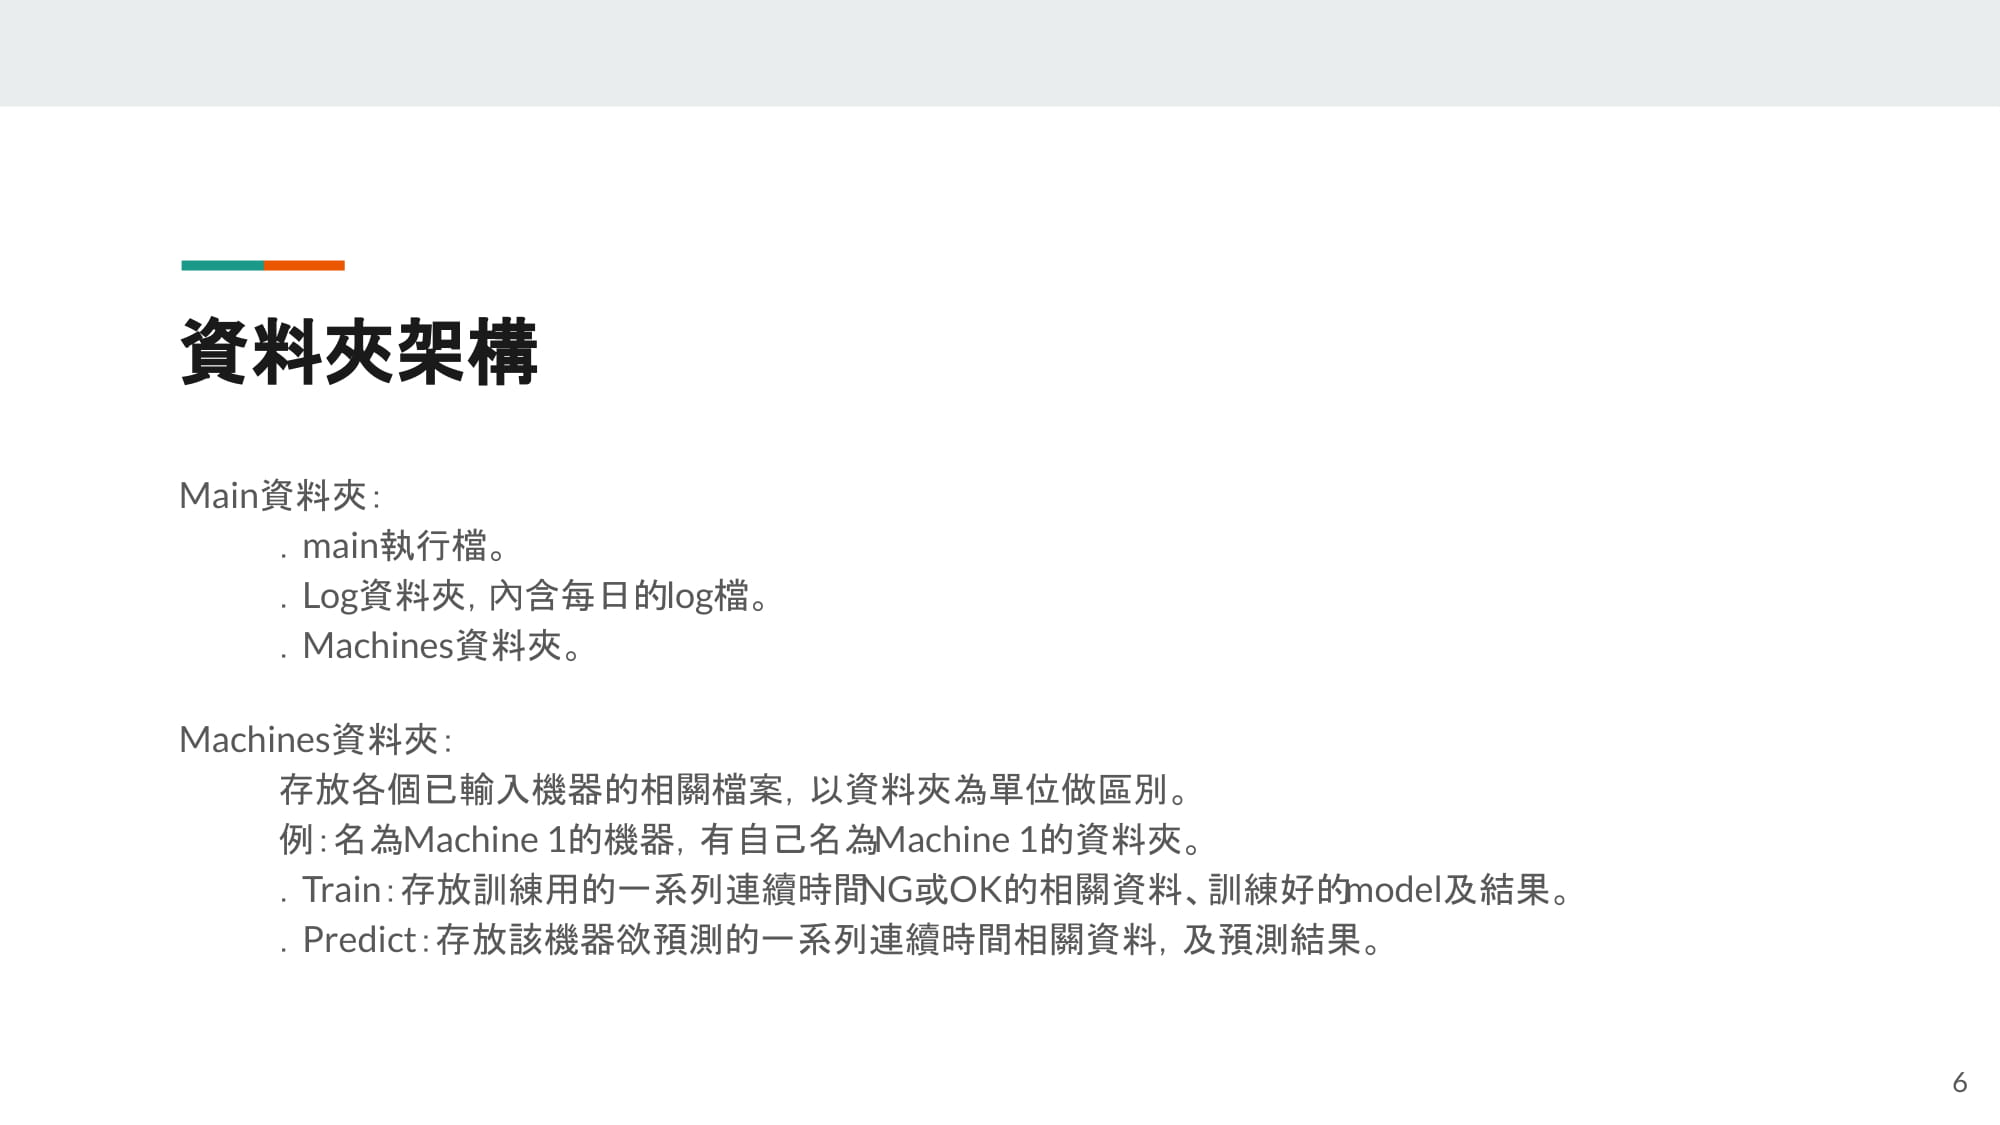 資料夾架構
Main資料夾：
. main執行檔。
. Log資料夾，內含每日的log檔。
. Machines資料夾。
Machines資料夾：
存放各個已輸入機器的相關檔案，以資料夾為單位做區別。
例：名為Machine 1的機器，有自己名為Machine 1的資料夾。
. Train：存放訓練用的一系列連續時間NG或OK的相關資料、訓練好的model及結果。
. Predict：存放該機器欲預測的一系列連續時間相關資料，及預測結果。
6